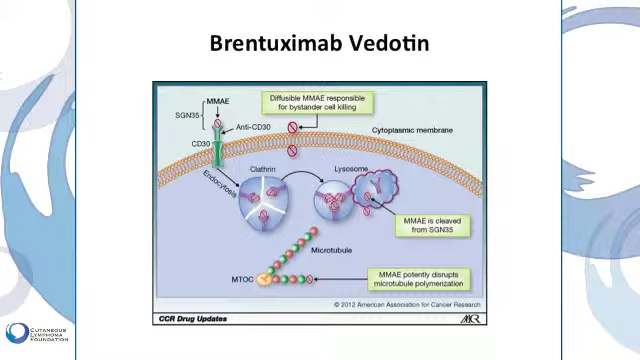 Brentuximab Vedotin
Diffusible MMAE responsible
for bystander cell killing
MMAE
SGN35
Anti-CD30
CD30
Cytoplasmic membrane
Endocytosis
Clathrin
Lysosome
MMAE is cleaved
from SGN35
Microtubule
MTOC
MMAE potently disrupts
microtubule polymerization
© 2012 American Association for Cancer Research
CCR Drug Updates
AACR
CUTANEOUS
LYMPHOMA
FOUNDATION